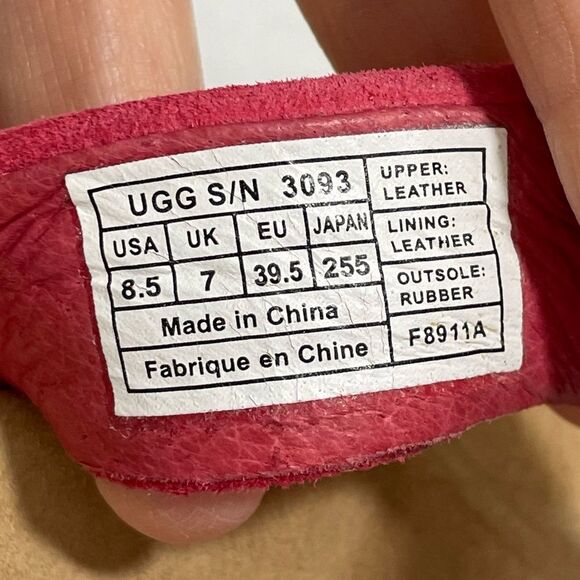 UGG S/N 3093
USA UK EU JAPAN
8.5 7 39.5 255
Made in China
Fabrique en Chine
UPPER:
LEATHER
LINING:
LEATHER
OUTSOLE:
RUBBER
F8911A